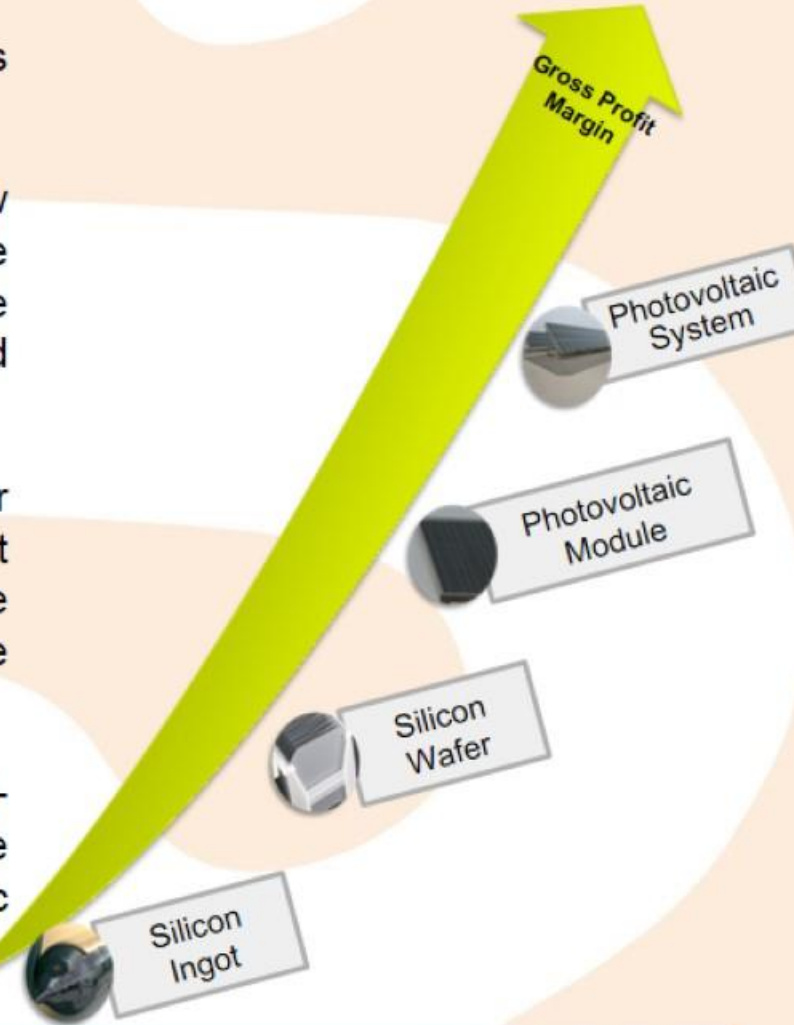 Gross Profit
Margin
Photovoltaic
System
Photovoltaic
Module
Silicon
Wafer
Silicon
Ingot